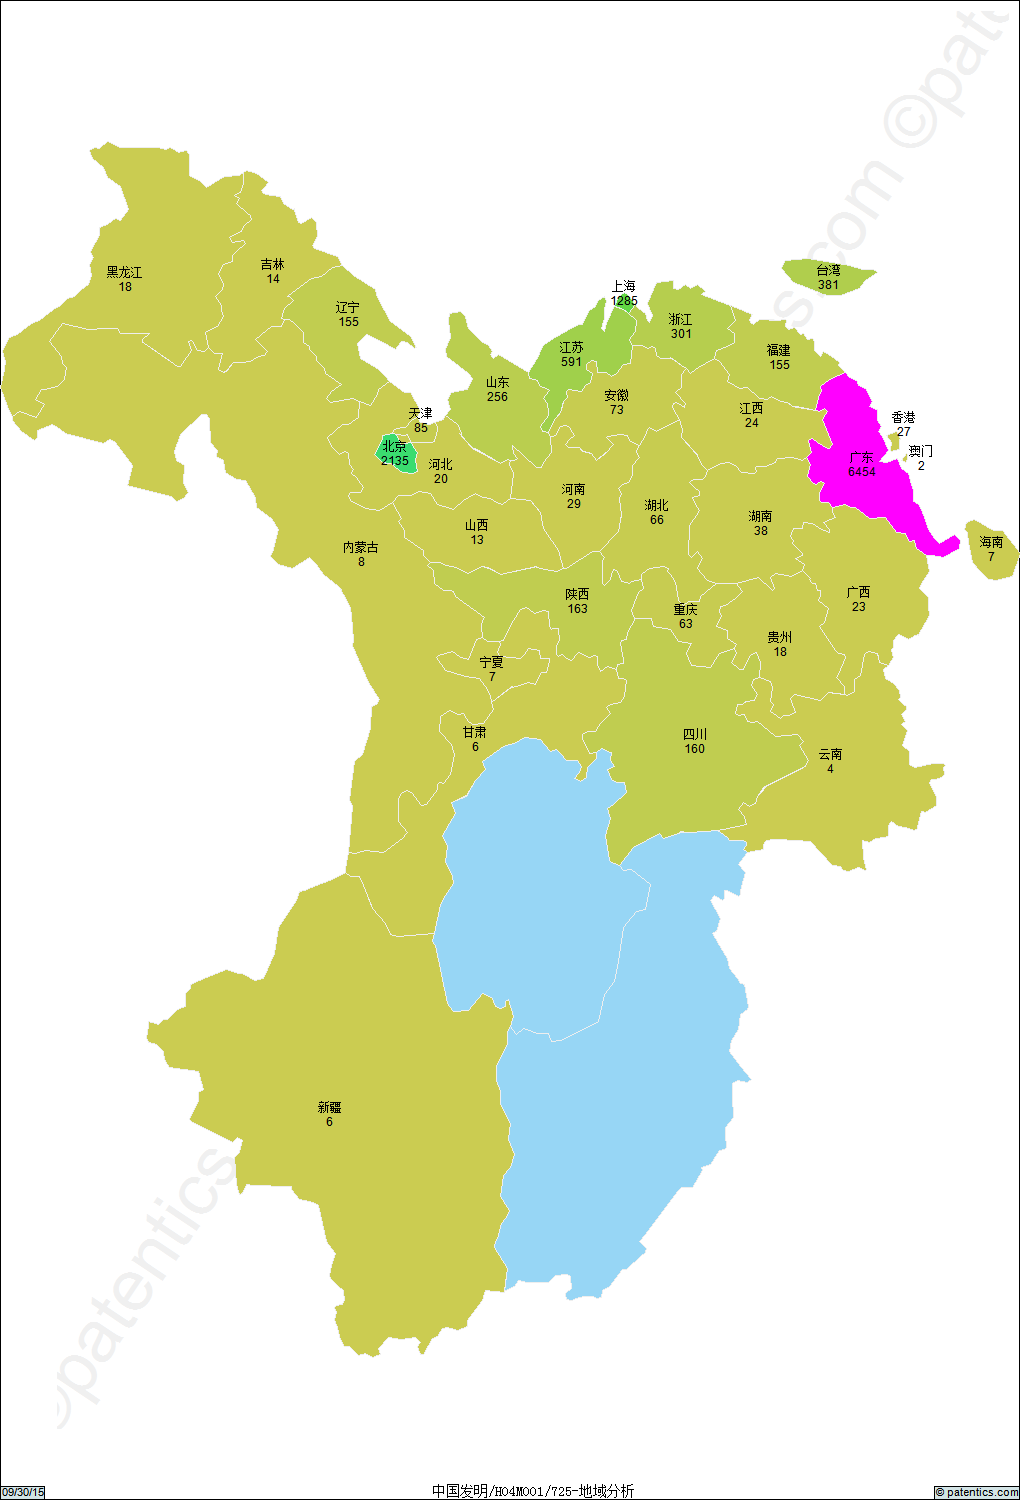 ©patentics.com ©patentics.com
黑龙江
18
吉林
14
辽宁
155
台湾
381
上海
1285
浙江
301
江苏
591
福建
155
山东
256
安徽
73
江西
24
天津
85
香港
27
北京
2135
澳门
2
广东
6454
河北
20
河南
29
湖北
66
湖南
38
山西
13
内蒙古
8
海南
7
陕西
163
重庆
63
广西
23
贵州
18
宁夏
7
甘肃
6
四川
160
云南
4
新疆
6
09/30/15
中国发明/H04M001/725-地域分析
© patentics.com